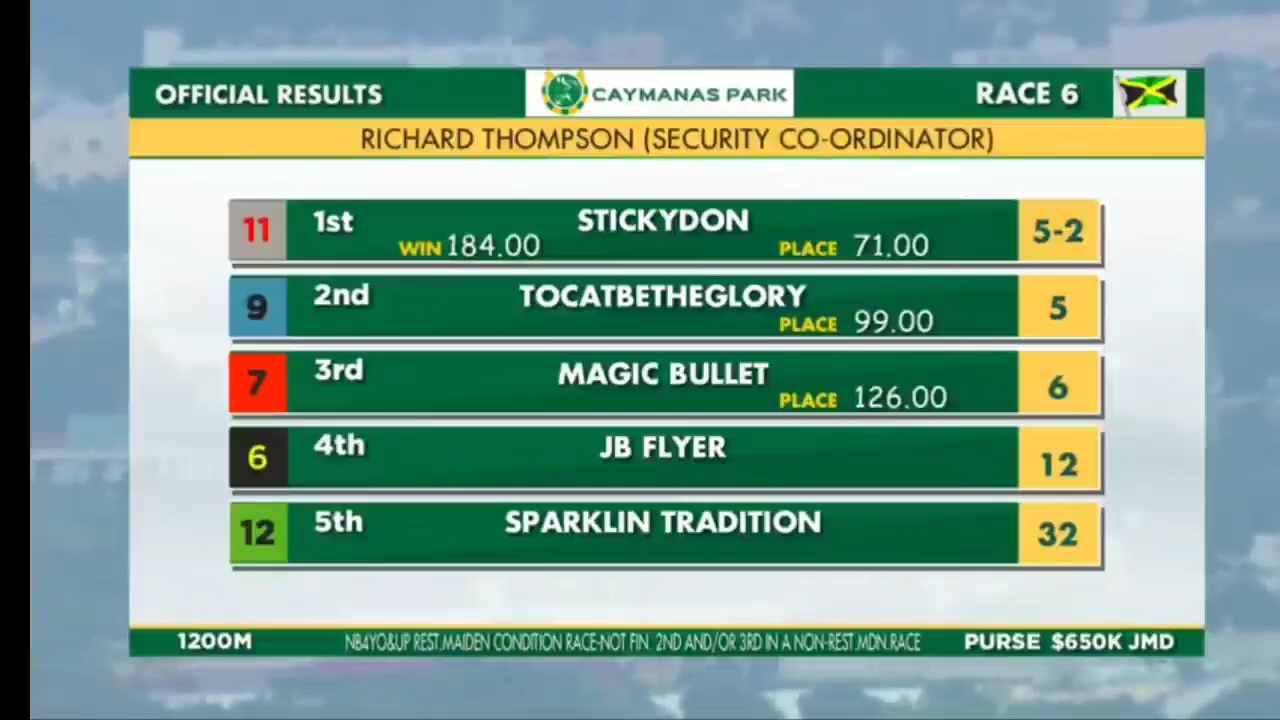 OFFICIAL RESULTS
CAYMANAS PARK
RACE 6
RICHARD THOMPSON (SECURITY CO-ORDINATOR)
11 1st STICKYDON 5-2
WIN 184.00 PLACE 71.00
9 2nd TOCATBETHEGLORY 5
PLACE 99.00
7 3rd MAGIC BULLET 6
PLACE 126.00
6 4th JB FLYER 12
12 5th SPARKLIN TRADITION 32
1200M NB4YO&UP REST.MAIDEN CONDITION RACE-NOT FIN. 2ND AND/OR 3RD IN A NON-REST.MDN.RACE PURSE $650K JMD